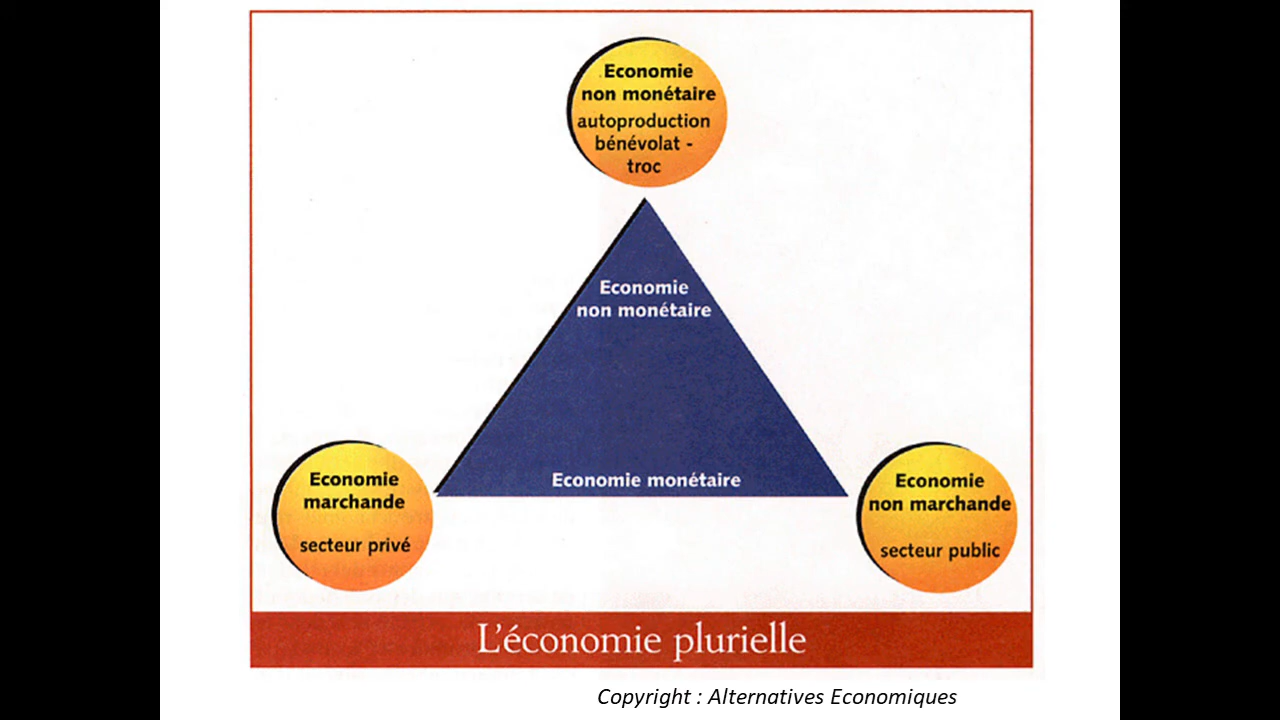 Economie
non monétaire
autoproduction
bénévolat -
troc
Economie
non monétaire
Economie monétaire
Economie
marchande
secteur privé
Economie
non marchande
secteur public
L'économie plurielle
Copyright : Alternatives Economiques